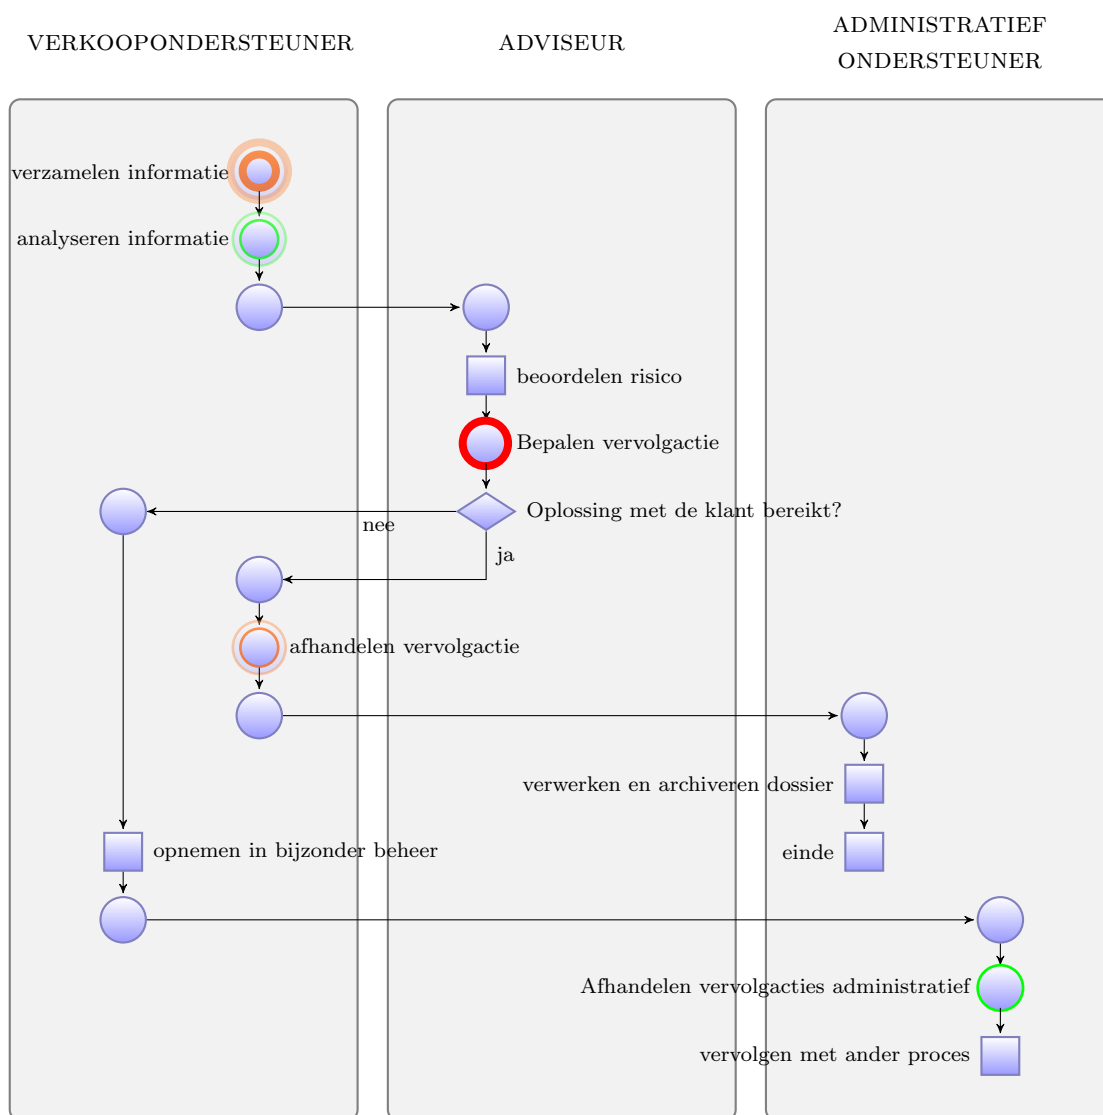 VERKOOPONDERSTEUNER
ADVISEUR
ADMINISTRATIEF
ONDERSTEUNER
verzamelen informatie
analyseren informatie
beoordelen risico
Bepalen vervolgactie
Oplossing met de klant bereikt?
nee
ja
afhandelen vervolgactie
verwerken en archiveren dossier
opnemen in bijzonder beheer
einde
Afhandelen vervolgacties administratief
vervolgen met ander proces